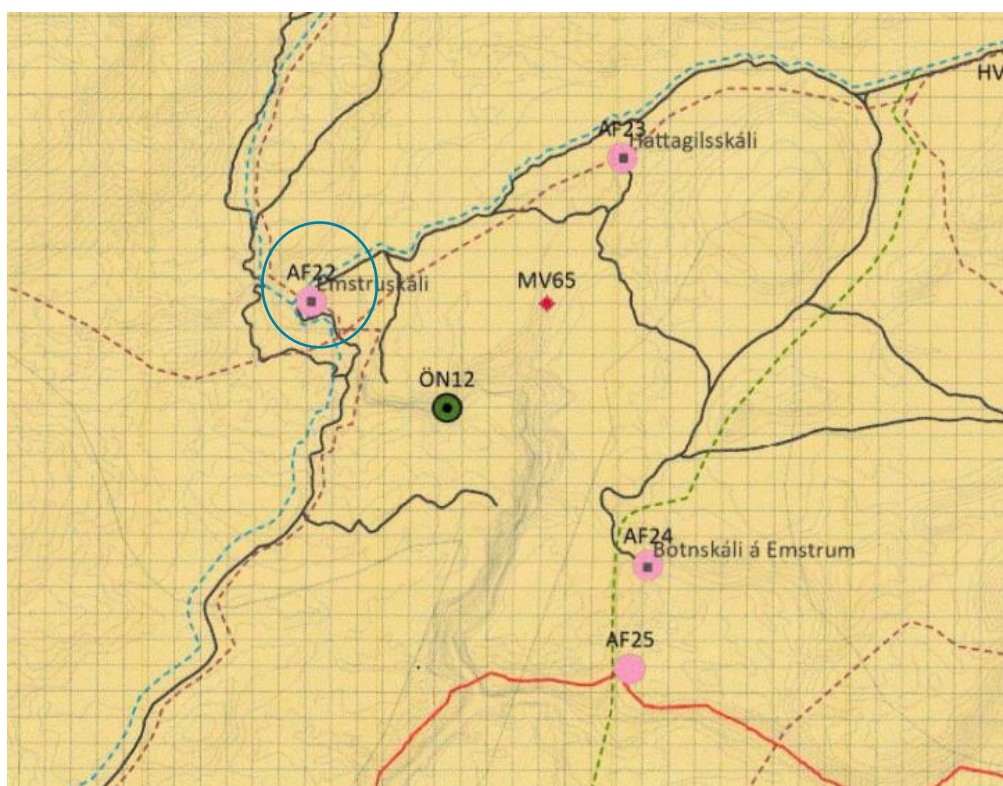 HV
AF23
Hattagilsskáli
AF22
Emstruskáli
MV65
ÖN12
AF24
Botnskáli á Emstrum
AF25